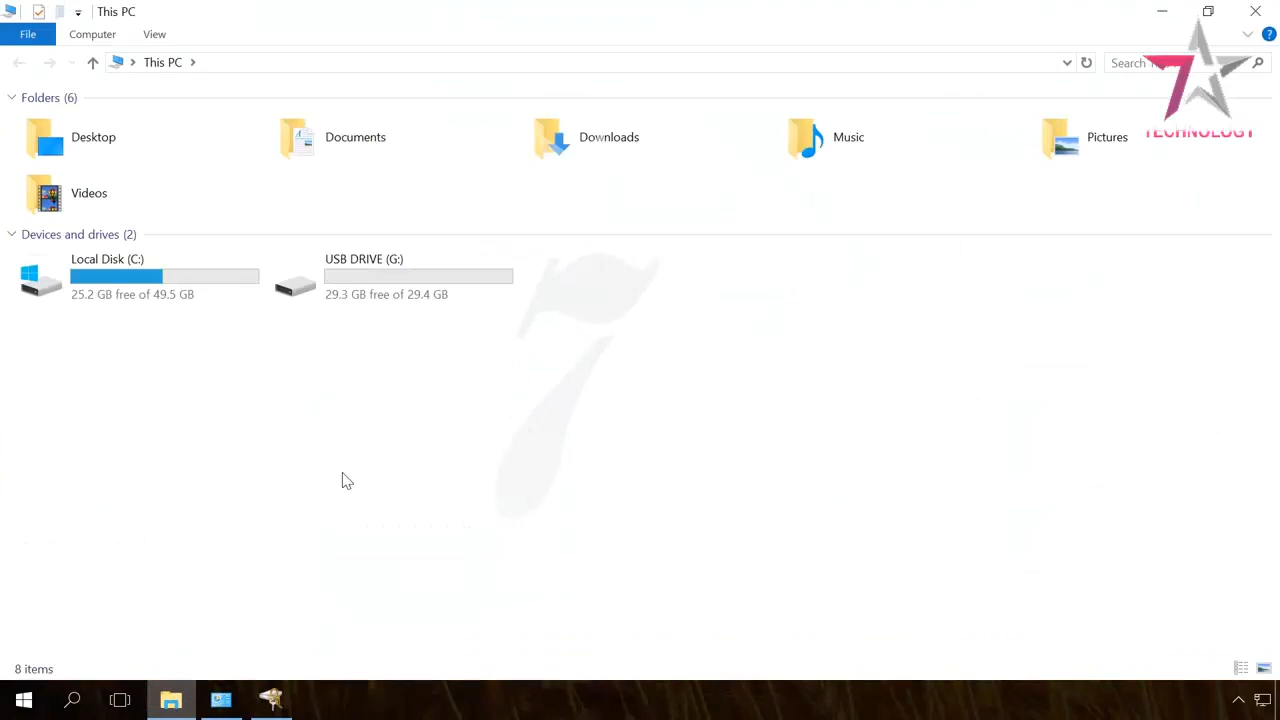 This PC
File Computer View
This PC
Search
TECHNOLOGY
Folders (6)
Desktop Documents Downloads Music Pictures
Videos
Devices and drives (2)
Local Disk (C:) USB DRIVE (G:)
25.2 GB free of 49.5 GB 29.3 GB free of 29.4 GB
7
8 items